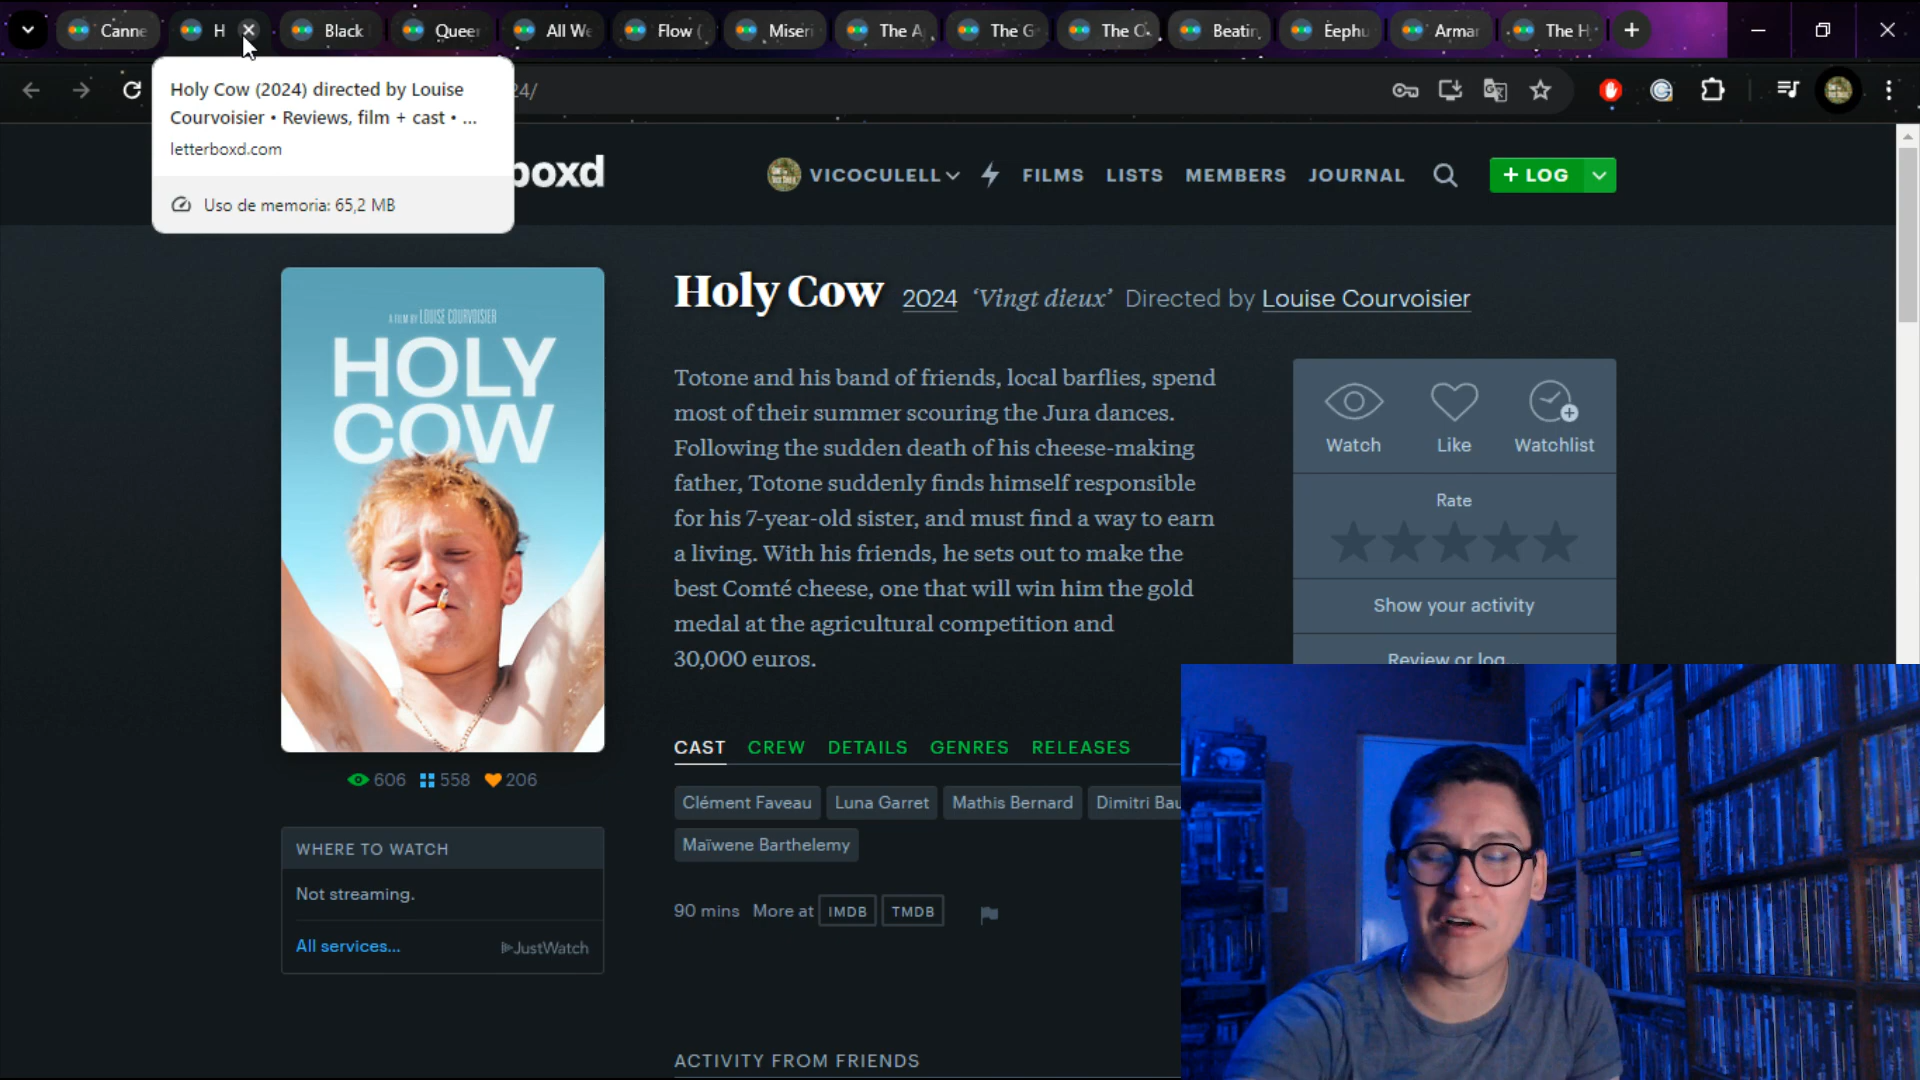 Canne
H
Black
Queer
All We
Flow (
Miseri
The A
The G
The O
Beatin
Eephu
Armar
The H
Holy Cow (2024) directed by Louise
Courvoisier • Reviews, film + cast • ...
letterboxd.com
Uso de memoria: 65,2 MB
24/
boxd
VICOCULELL
FILMS
LISTS
MEMBERS
JOURNAL
+ LOG
A FILM BY LOUISE COURVOISIER
HOLY
COW
606
558
206
WHERE TO WATCH
Not streaming.
All services...
JustWatch
Holy Cow 2024 ‘Vingt dieux’ Directed by Louise Courvoisier
Totone and his band of friends, local barflies, spend
most of their summer scouring the Jura dances.
Following the sudden death of his cheese-making
father, Totone suddenly finds himself responsible
for his 7-year-old sister, and must find a way to earn
a living. With his friends, he sets out to make the
best Comté cheese, one that will win him the gold
medal at the agricultural competition and
30,000 euros.
Watch
Like
Watchlist
Rate
Show your activity
Review or log...
CAST CREW DETAILS GENRES RELEASES
Clément Faveau
Luna Garret
Mathis Bernard
Dimitri Bau
Maïwene Barthelemy
90 mins More at IMDB TMDB
ACTIVITY FROM FRIENDS